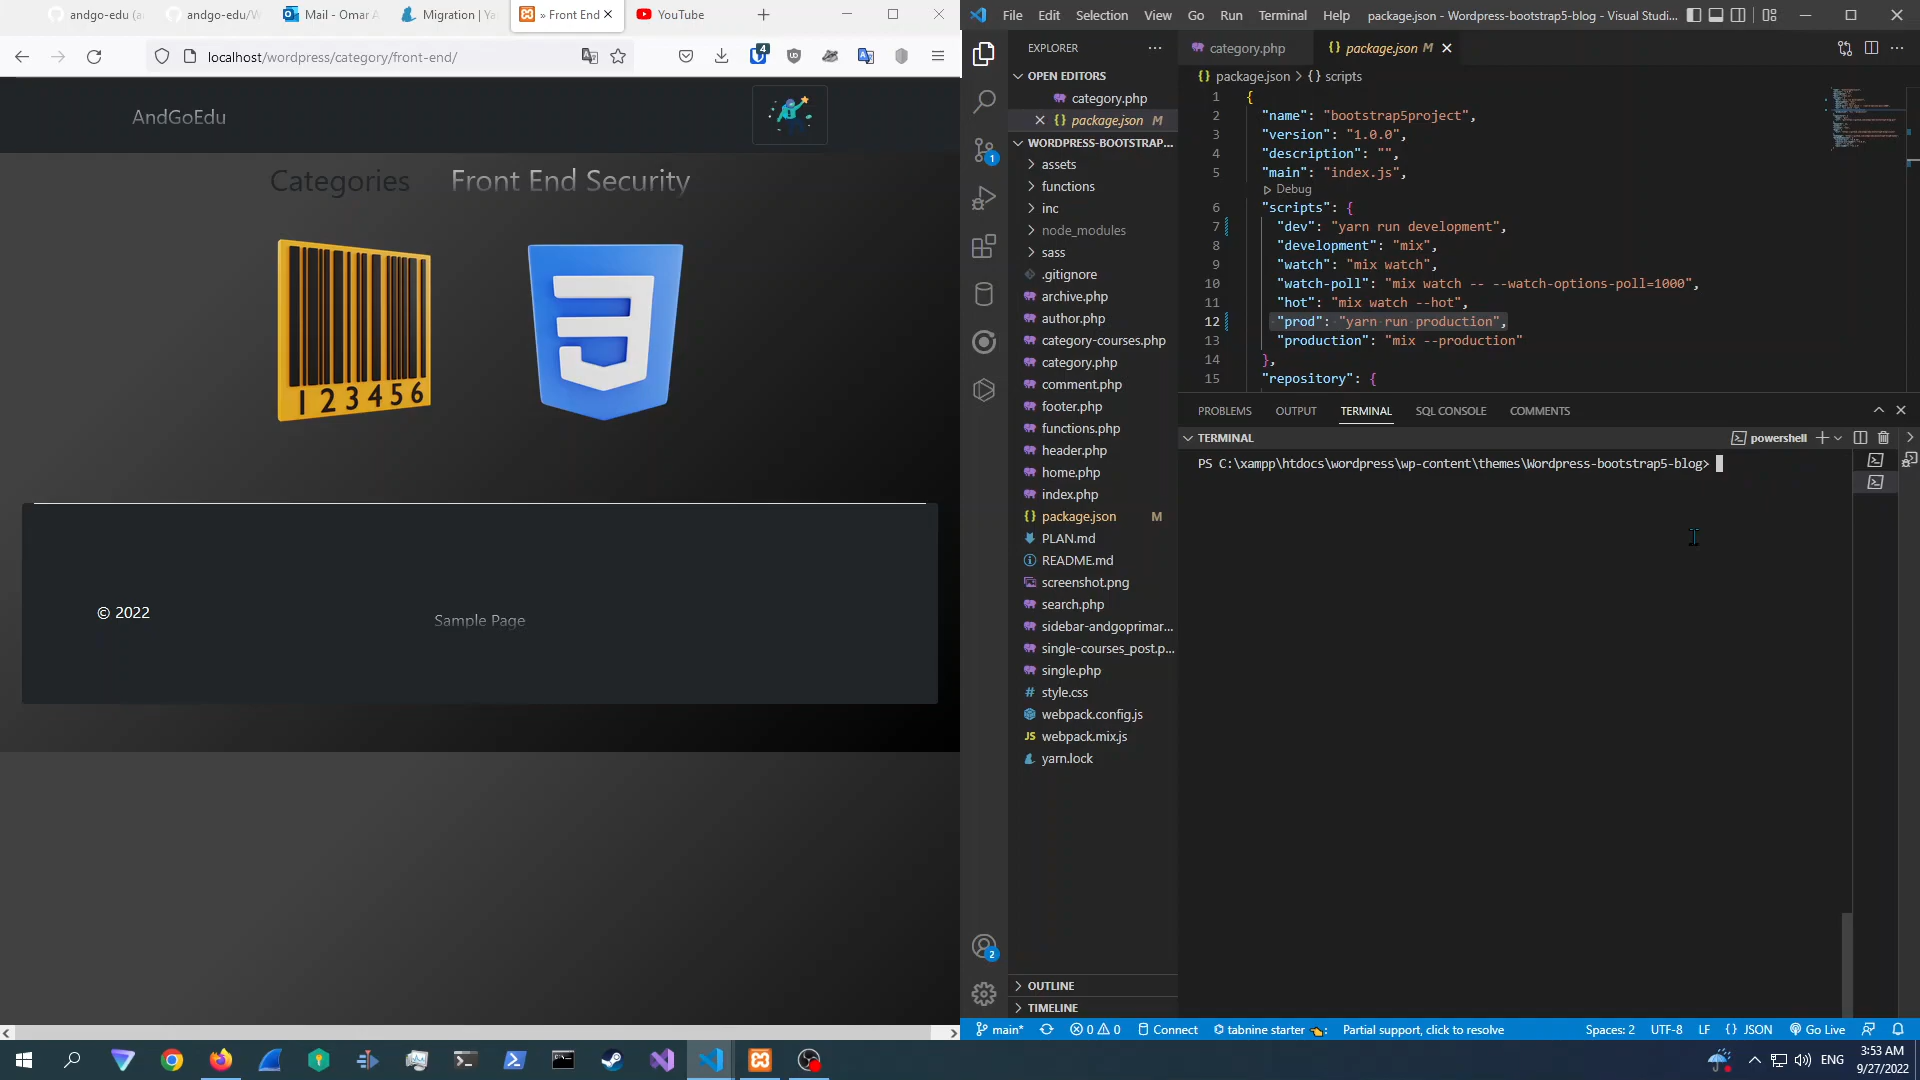 andgo-edu (a
andgo-edu/W
Mail - Omar A
Migration | Ya
» Front End
YouTube
localhost/wordpress/category/front-end/
4
AndGoEdu
Categories
Front End Security
1 2 3 4 5 6
© 2022
Sample Page
File Edit Selection View Go Run Terminal Help
package.json - Wordpress-bootstrap5-blog - Visual Studi...
EXPLORER
OPEN EDITORS
category.php
package.json M
WORDPRESS-BOOTSTRAP...
assets
functions
inc
node_modules
sass
.gitignore
archive.php
author.php
category-courses.php
category.php
comment.php
footer.php
functions.php
header.php
home.php
index.php
package.json M
PLAN.md
README.md
screenshot.png
search.php
sidebar-andgoprimar...
single-courses_post.p...
single.php
style.css
webpack.config.js
webpack.mix.js
yarn.lock
OUTLINE
TIMELINE
1
2
category.php
package.json M
package.json > {} scripts
1 {
2 "name": "bootstrap5project",
3 "version": "1.0.0",
4 "description": "",
5 "main": "index.js",
Debug
6 "scripts": {
7 "dev": "yarn run development",
8 "development": "mix",
9 "watch": "mix watch",
10 "watch-poll": "mix watch -- --watch-options-poll=1000",
11 "hot": "mix watch --hot",
12 "prod": "yarn run production",
13 "production": "mix --production"
14 },
15 "repository": {
PROBLEMS OUTPUT TERMINAL SQL CONSOLE COMMENTS
TERMINAL
powershell
PS C:\xampp\htdocs\wordpress\wp-content\themes\Wordpress-bootstrap5-blog>
main* 0 0 Connect tabnine starter Partial support, click to resolve
Spaces: 2 UTF-8 LF {} JSON Go Live
ENG
3:53 AM
9/27/2022